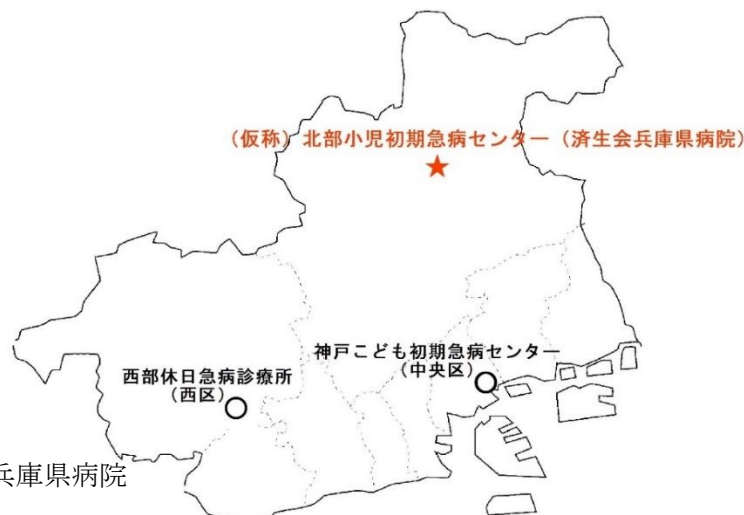 (仮称) 北部小児初期急病センター (済生会兵庫県病院)
神戸こども初期急病センター
(中央区)
西部休日急病診療所
(西区)
兵庫県病院